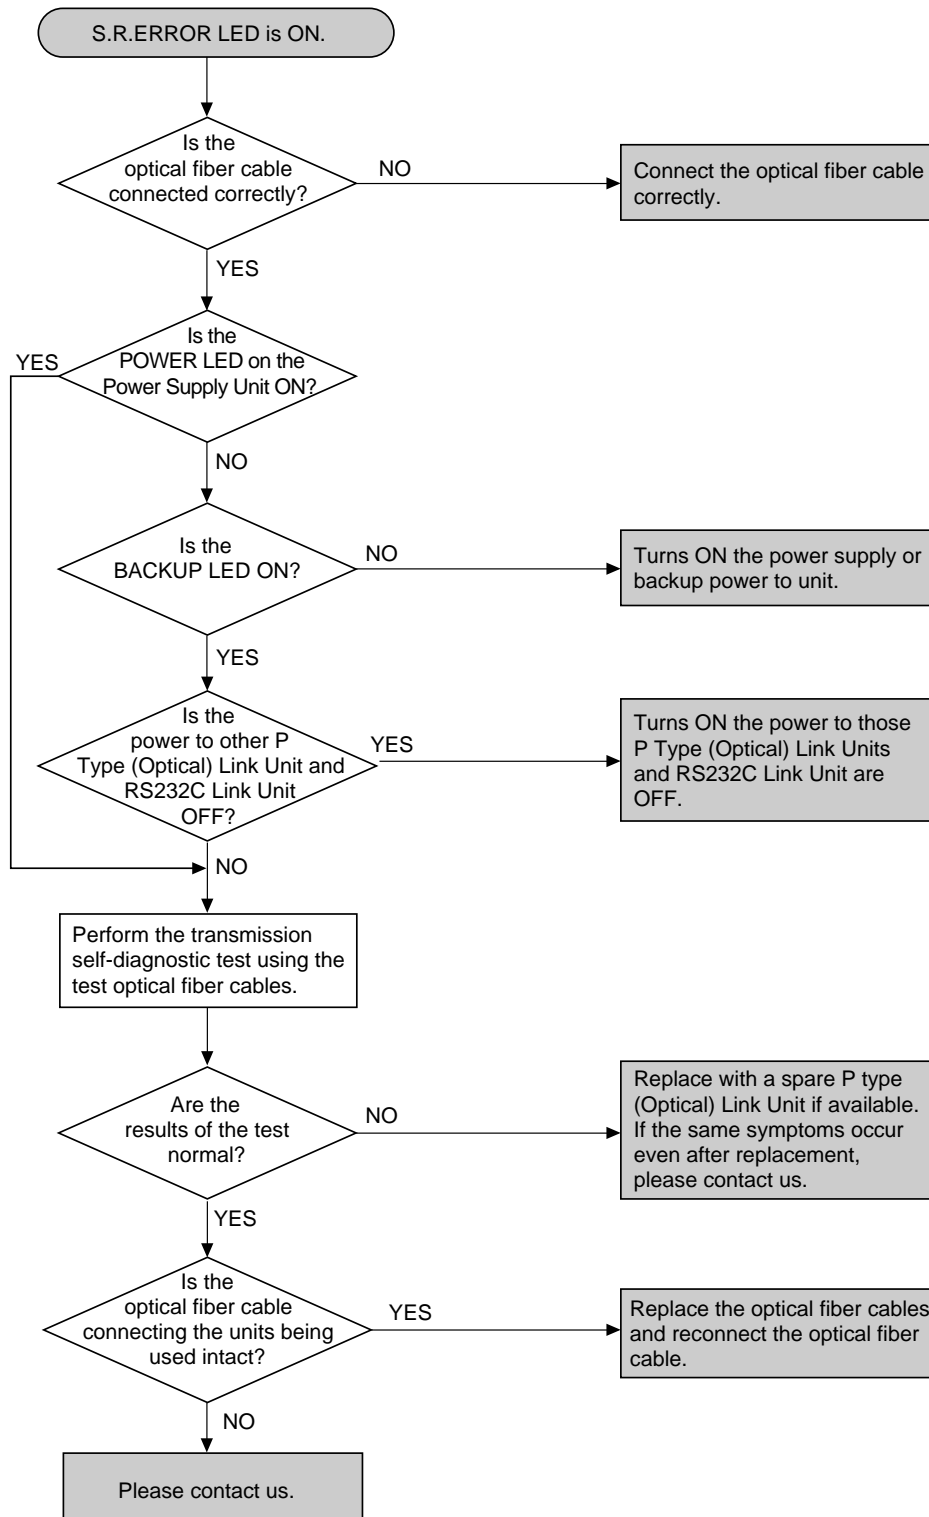 S.R.ERROR LED is ON.
Is the
optical fiber cable
connected correctly?
NO
Connect the optical fiber cable
correctly.
YES
Is the
POWER LED on the
Power Supply Unit ON?
YES
NO
Is the
BACKUP LED ON?
NO
Turns ON the power supply or
backup power to unit.
YES
Is the
power to other P
Type (Optical) Link Unit and
RS232C Link Unit
OFF?
YES
Turns ON the power to those
P Type (Optical) Link Units
and RS232C Link Unit are
OFF.
NO
Perform the transmission
self-diagnostic test using the
test optical fiber cables.
Are the
results of the test
normal?
NO
Replace with a spare P type
(Optical) Link Unit if available.
If the same symptoms occur
even after replacement,
please contact us.
YES
Is the
optical fiber cable
connecting the units being
used intact?
YES
Replace the optical fiber cables
and reconnect the optical fiber
cable.
NO
Please contact us.